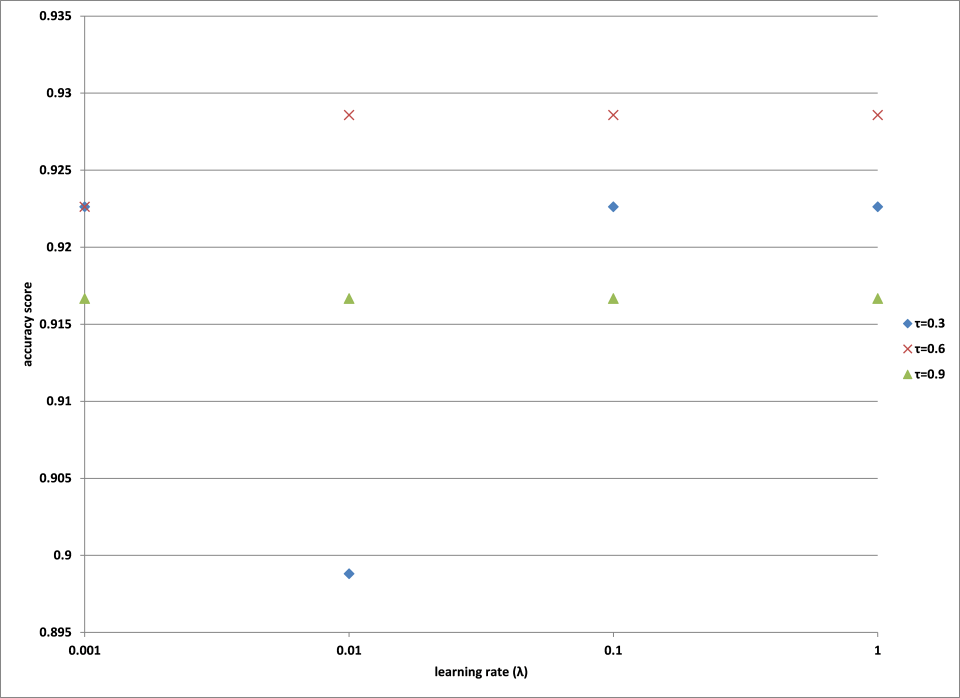 0.935
0.93
0.925
0.92
0.915
0.91
0.905
0.9
0.895
accuracy score
0.001 0.01 0.1 1
learning rate (λ)
τ=0.3
τ=0.6
τ=0.9